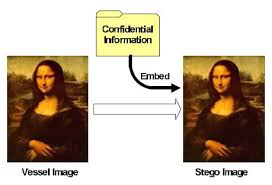 Confidential
Information
Embed
Vessel Image
Stego Image